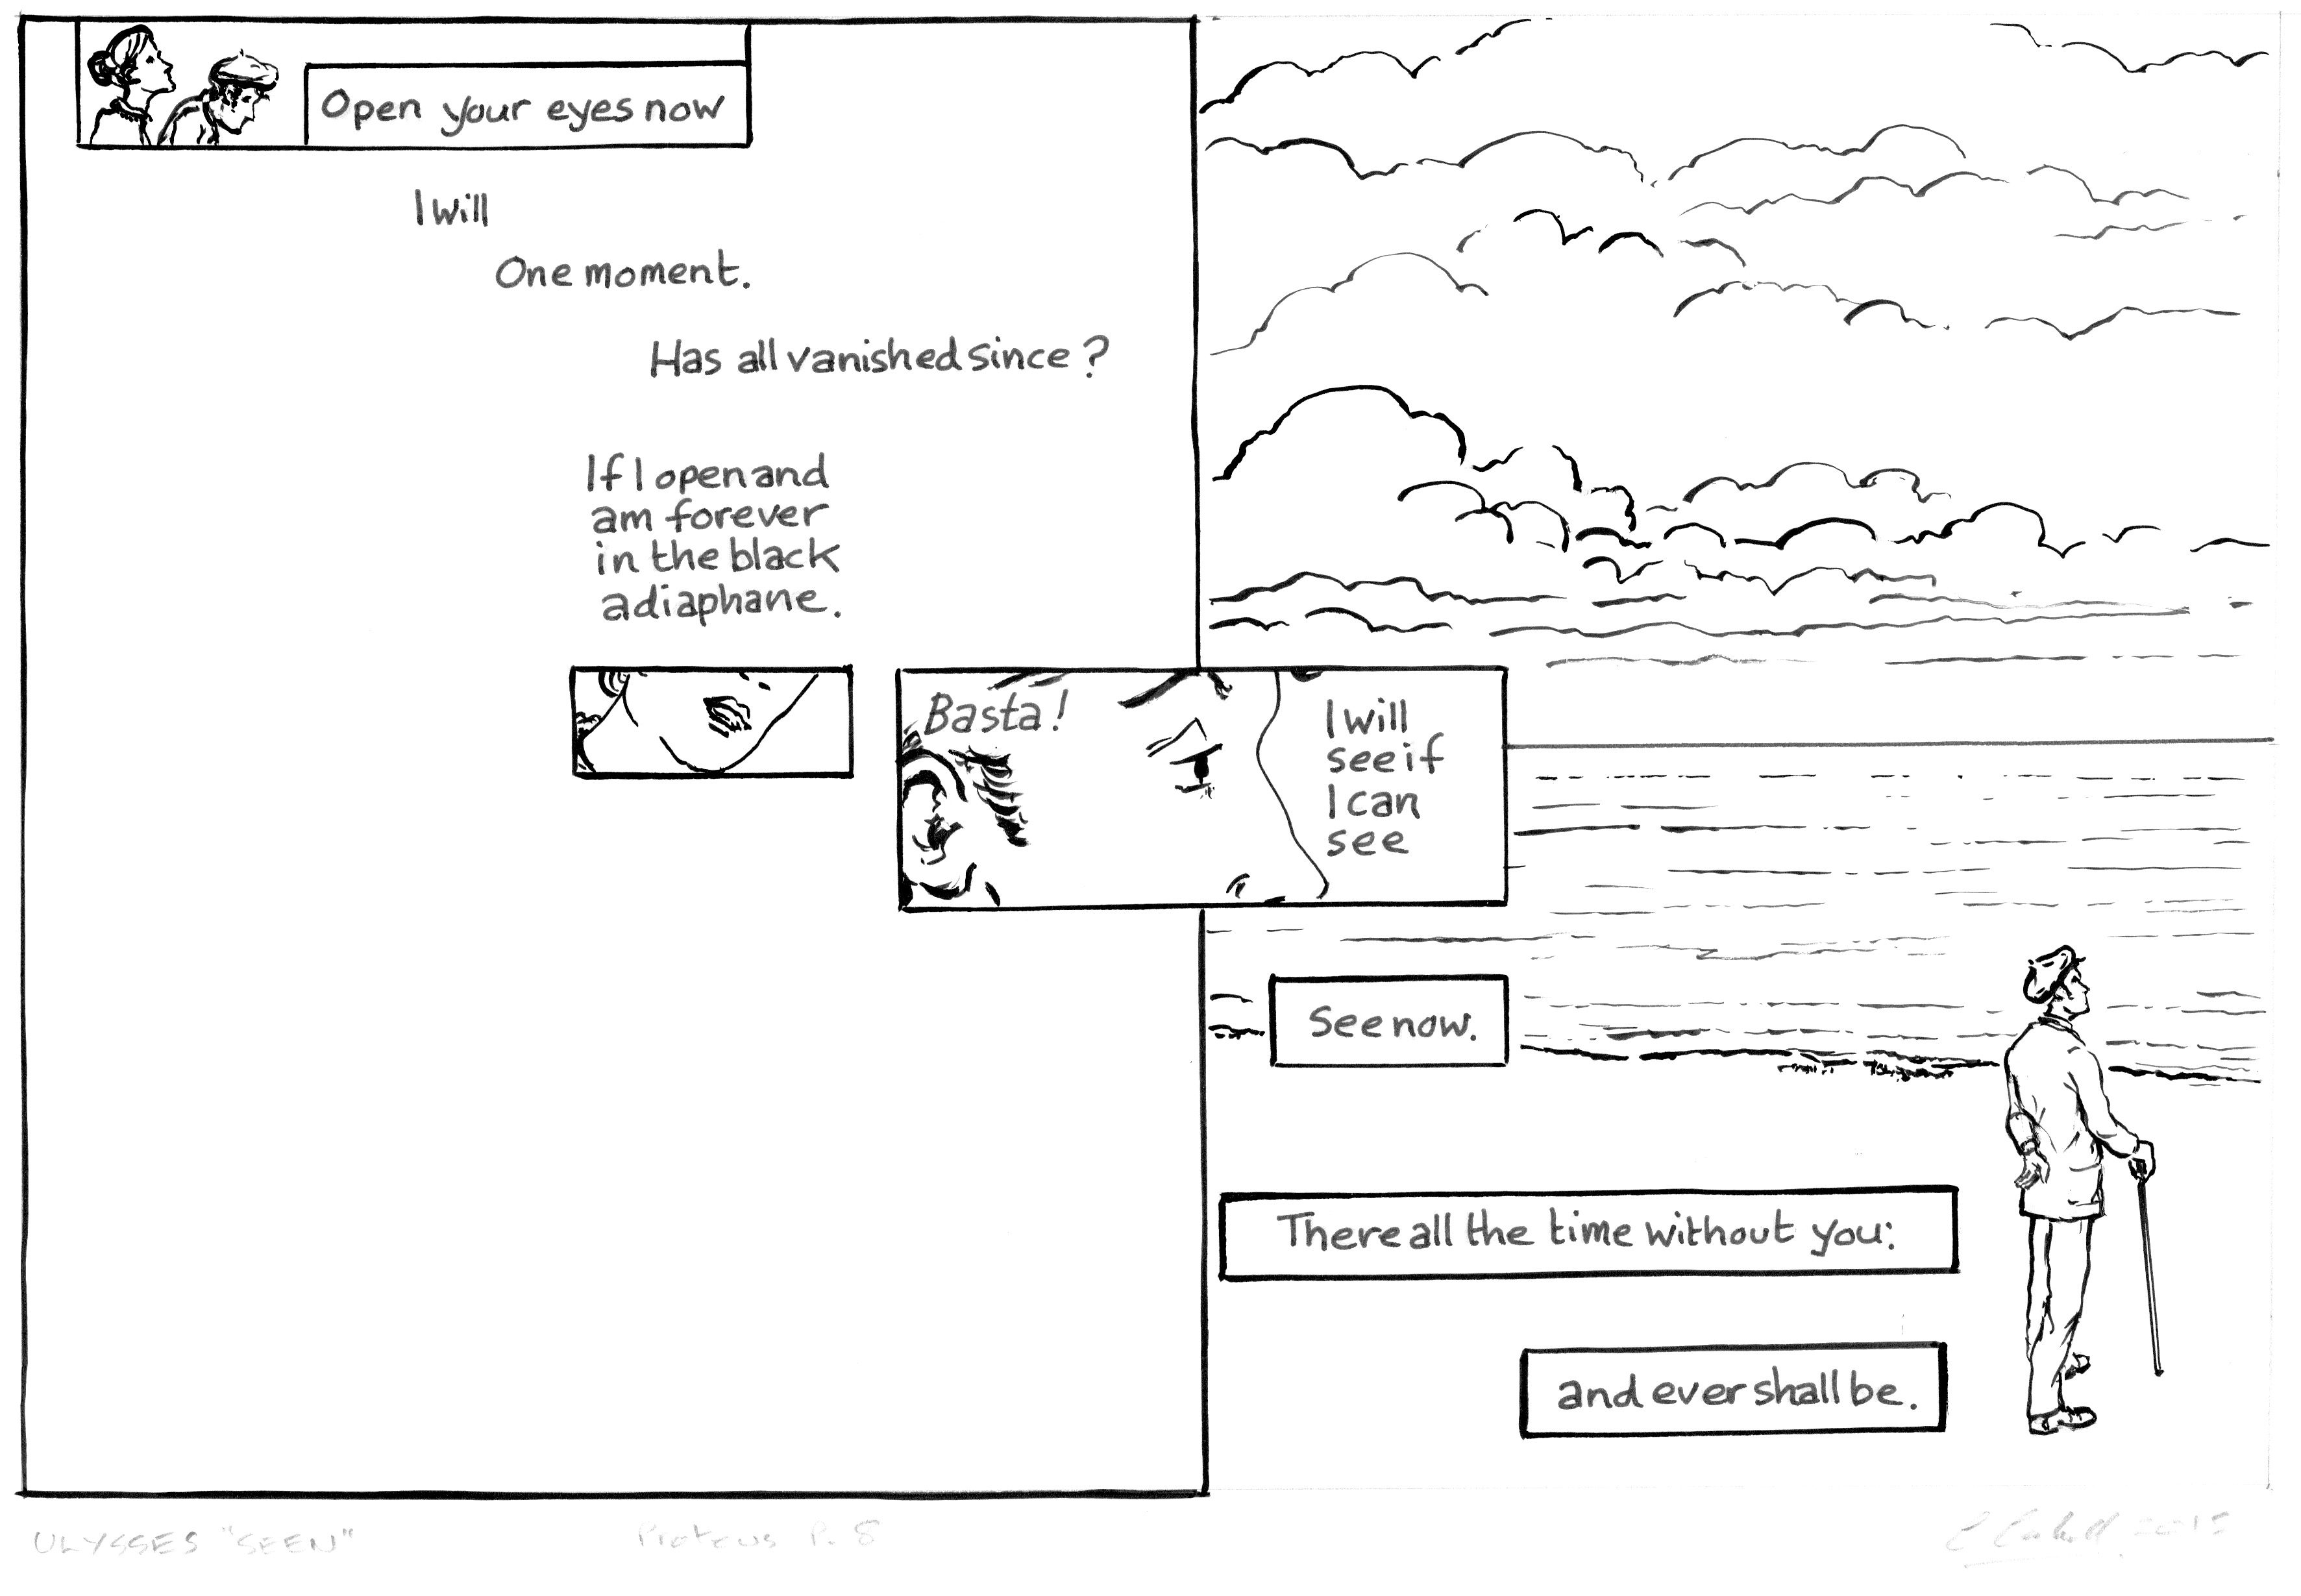 Open your eyes now
I will
One moment.
Has all vanished since?
If I open and
am forever
in the black
adiaphane.
Basta!
I will
see if
I can
see
See now.
There all the time without you:
and ever shall be.
ULYSSES "SEEN"
Proteus P. 8